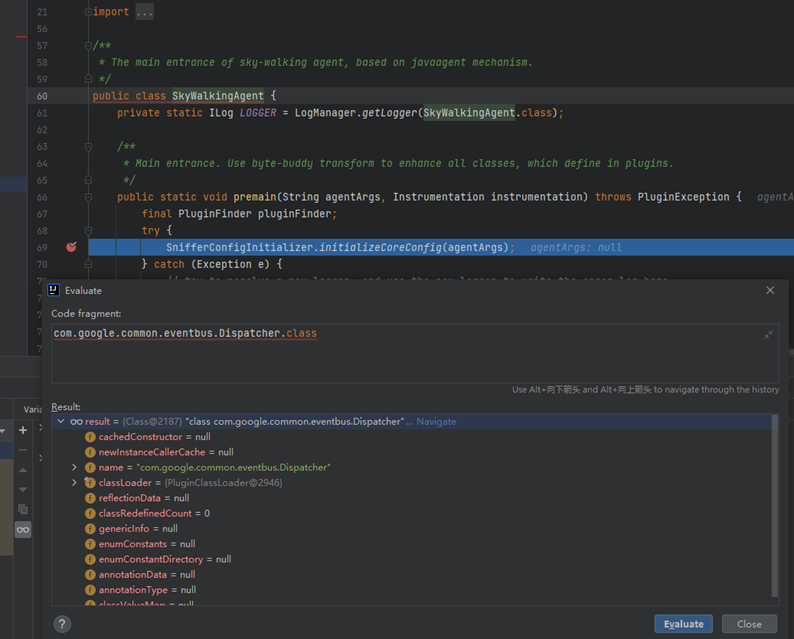 21 import ...
56
57 /**
58 * The main entrance of sky-walking agent, based on javaagent mechanism.
59 */
60 public class SkyWalkingAgent {
61 private static ILog LOGGER = LogManager.getLogger(SkyWalkingAgent.class);
62
63 /**
64 * Main entrance. Use byte-buddy transform to enhance all classes, which define in plugins.
65 */
66 public static void premain(String agentArgs, Instrumentation instrumentation) throws PluginException { agentA
67 final PluginFinder pluginFinder;
68 try {
69 SnifferConfigInitializer.initializeCoreConfig(agentArgs); agentArgs: null
70 } catch (Exception e) {
Evaluate
Code fragment:
com.google.common.eventbus.Dispatcher.class
Use Alt+向下箭头 and Alt+向上箭头 to navigate through the history
Varia
Result:
result = {Class@2187} "class com.google.common.eventbus.Dispatcher"... Navigate
cachedConstructor = null
newInstanceCallerCache = null
name = "com.google.common.eventbus.Dispatcher"
classLoader = {PluginClassLoader@2946}
reflectionData = null
classRedefinedCount = 0
genericInfo = null
enumConstants = null
enumConstantDirectory = null
annotationData = null
annotationType = null
classValueMap = null
? Evaluate Close